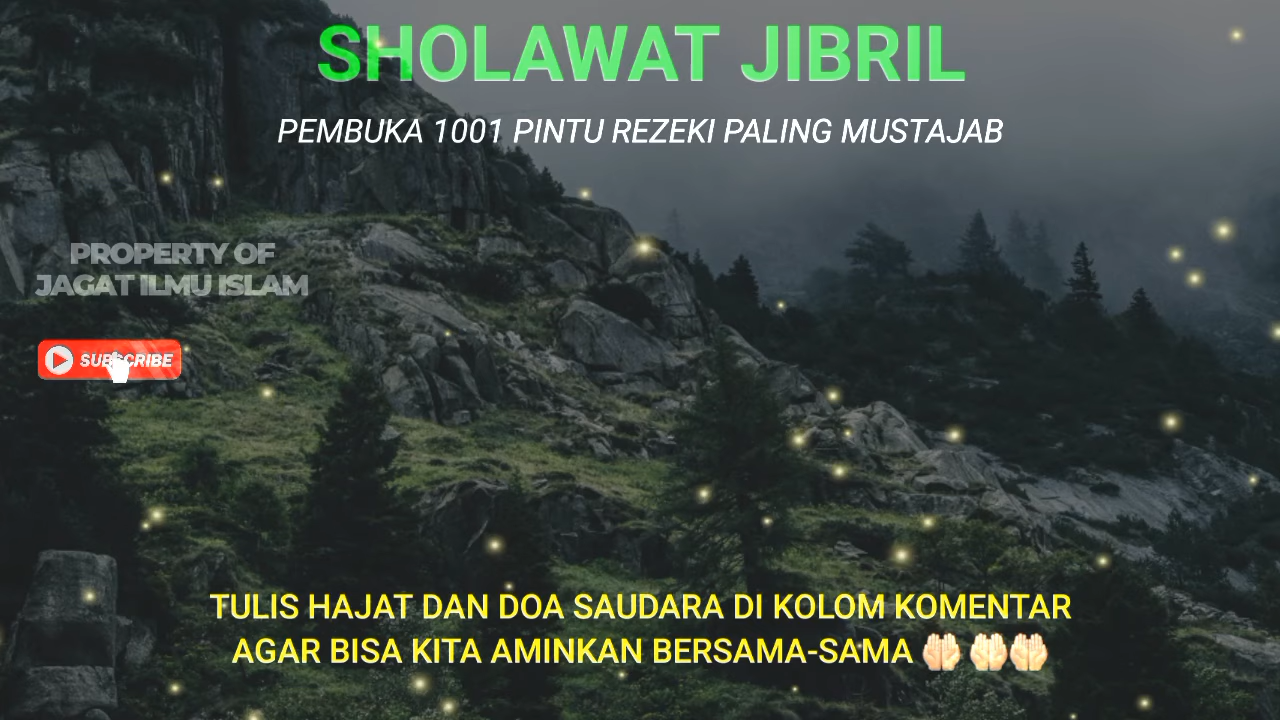 SHOLAWAT JIBRIL
PEMBUKA 1001 PINTU REZEKI PALING MUSTAJAB
PROPERTY OF
JAGAT ILMU ISLAM
SUBSCRIBE
TULIS HAJAT DAN DOA SAUDARA DI KOLOM KOMENTAR
AGAR BISA KITA AMINKAN BERSAMA-SAMA 🤲🏻 🤲🏻 🤲🏻